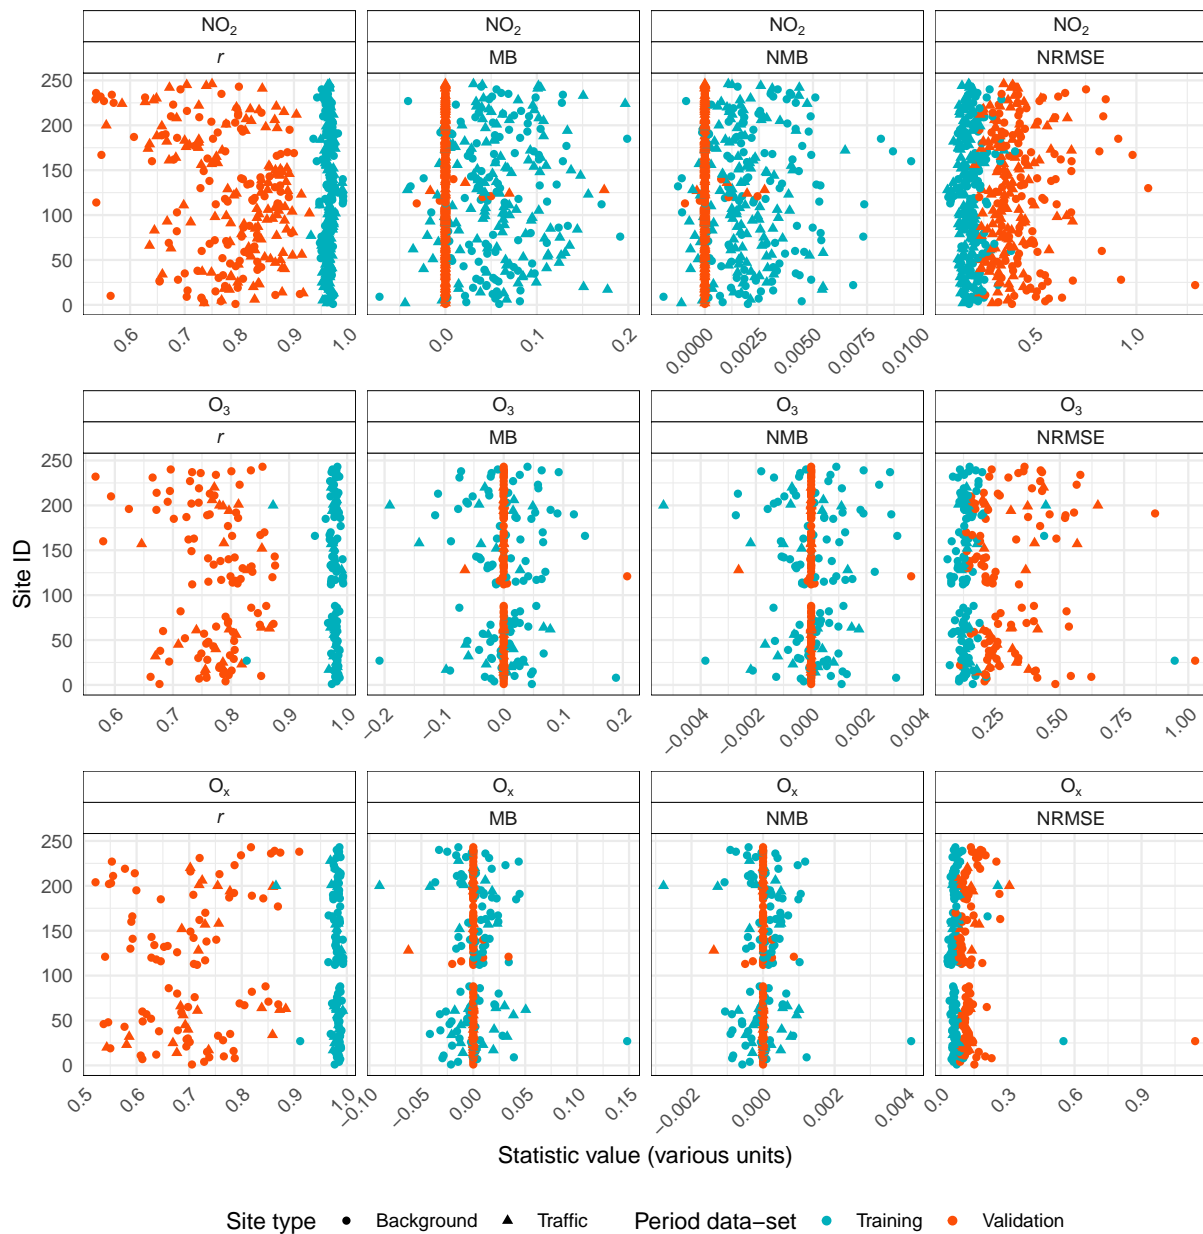 NO₂ NO₂ NO₂ NO₂
r MB NMB NRMSE
250
200
150
100
50
0
0.6 0.7 0.8 0.9 1.0 0.0 0.1 0.2 0.0000 0.0025 0.0050 0.0075 0.0100 0.5 1.0
O₃ O₃ O₃ O₃
r MB NMB NRMSE
250
200
150
100
50
0
0.6 0.7 0.8 0.9 1.0 −0.2 −0.1 0.0 0.1 0.2 −0.004 −0.002 0.000 0.002 0.004 0.25 0.50 0.75 1.00
Site ID
Oₓ Oₓ Oₓ Oₓ
r MB NMB NRMSE
250
200
150
100
50
0
0.5 0.6 0.7 0.8 0.9 1.0 −0.10 −0.05 0.00 0.05 0.10 0.15 −0.002 0.000 0.002 0.004 0.0 0.3 0.6 0.9
Statistic value (various units)
Site type Background Traffic Period data−set Training Validation